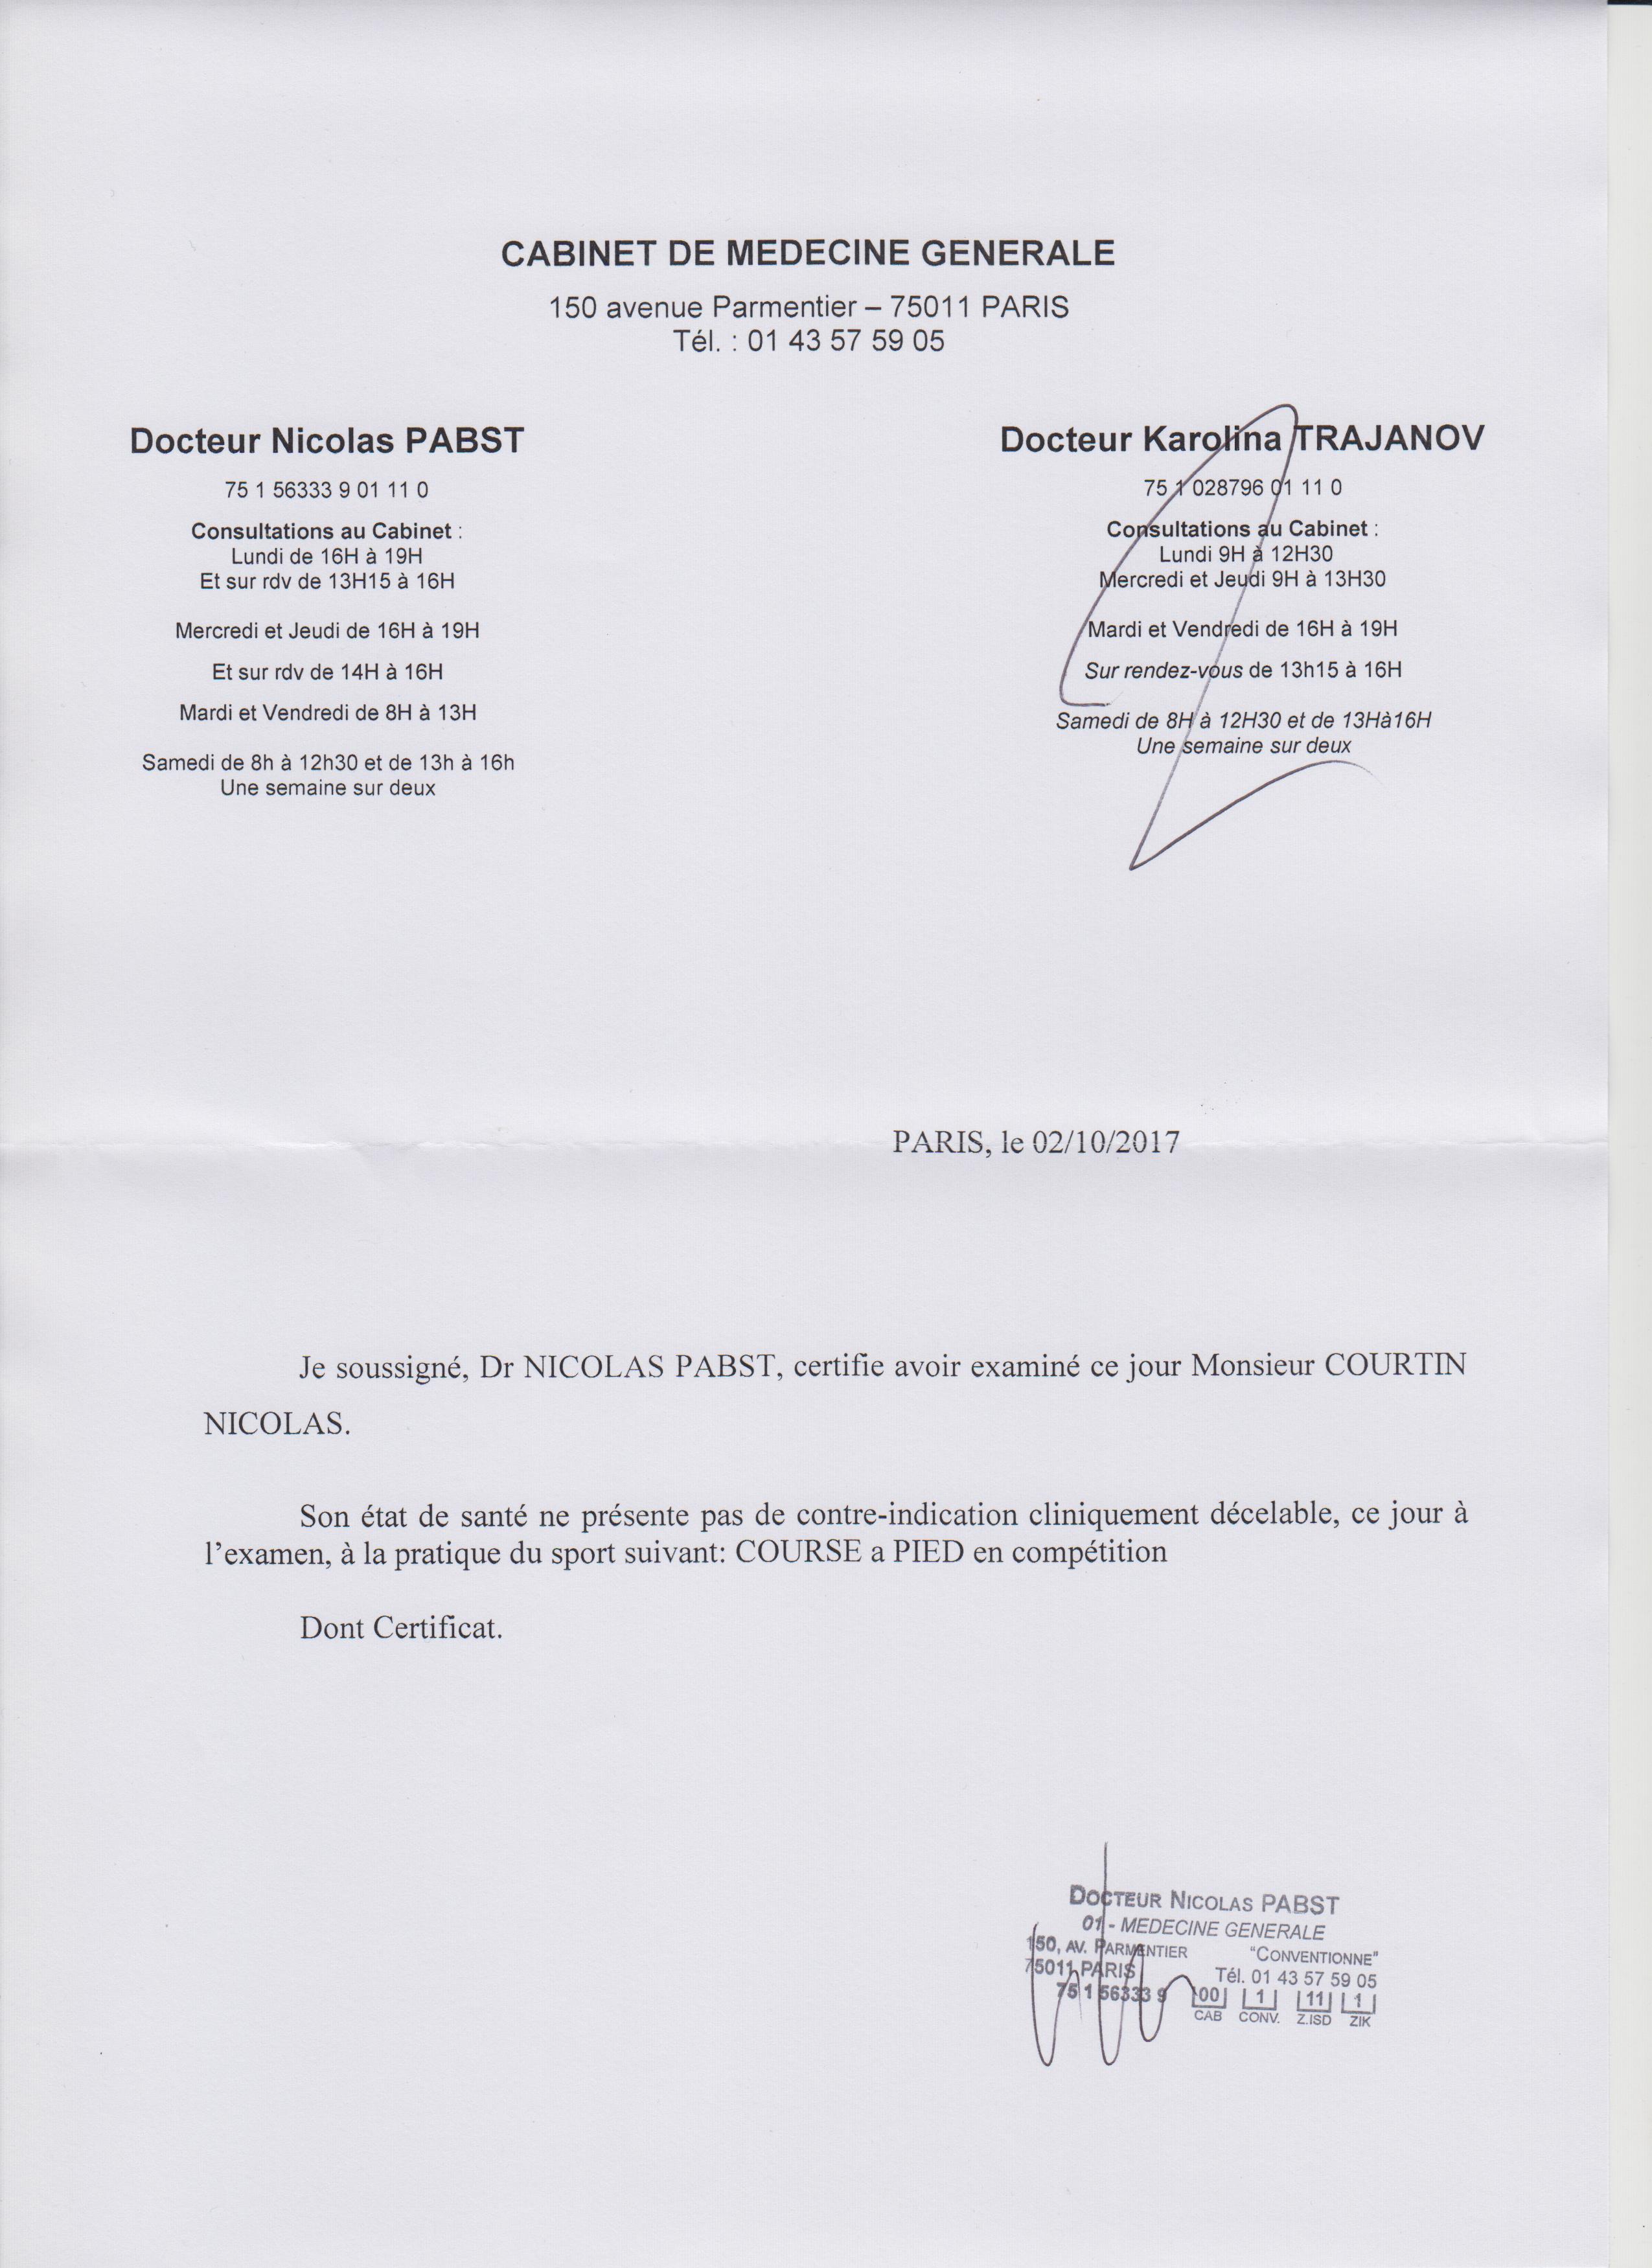 CABINET DE MEDECINE GENERALE
150 avenue Parmentier – 75011 PARIS
Tél. : 01 43 57 59 05
Docteur Nicolas PABST
75 1 56333 9 01 11 0
Consultations au Cabinet :
Lundi de 16H à 19H
Et sur rdv de 13H15 à 16H
Mercredi et Jeudi de 16H à 19H
Et sur rdv de 14H à 16H
Mardi et Vendredi de 8H à 13H
Samedi de 8h à 12h30 et de 13h à 16h
Une semaine sur deux
Docteur Karolina TRAJANOV
75 1 028796 01 11 0
Consultations au Cabinet :
Lundi 9H à 12H30
Mercredi et Jeudi 9H à 13H30
Mardi et Vendredi de 16H à 19H
Sur rendez-vous de 13h15 à 16H
Samedi de 8H à 12H30 et de 13Hà16H
Une semaine sur deux
PARIS, le 02/10/2017
Je soussigné, Dr NICOLAS PABST, certifie avoir examiné ce jour Monsieur COURTIN
NICOLAS.
Son état de santé ne présente pas de contre-indication cliniquement décelable, ce jour à
l’examen, à la pratique du sport suivant: COURSE a PIED en compétition
Dont Certificat.
DOCTEUR NICOLAS PABST
01 - MEDECINE GENERALE
150, AV. PARMENTIER "CONVENTIONNE"
75011 PARIS Tél. 01 43 57 59 05
75 1 56333 9 00 1 11 1
CAB CONV. Z.ISD ZIK